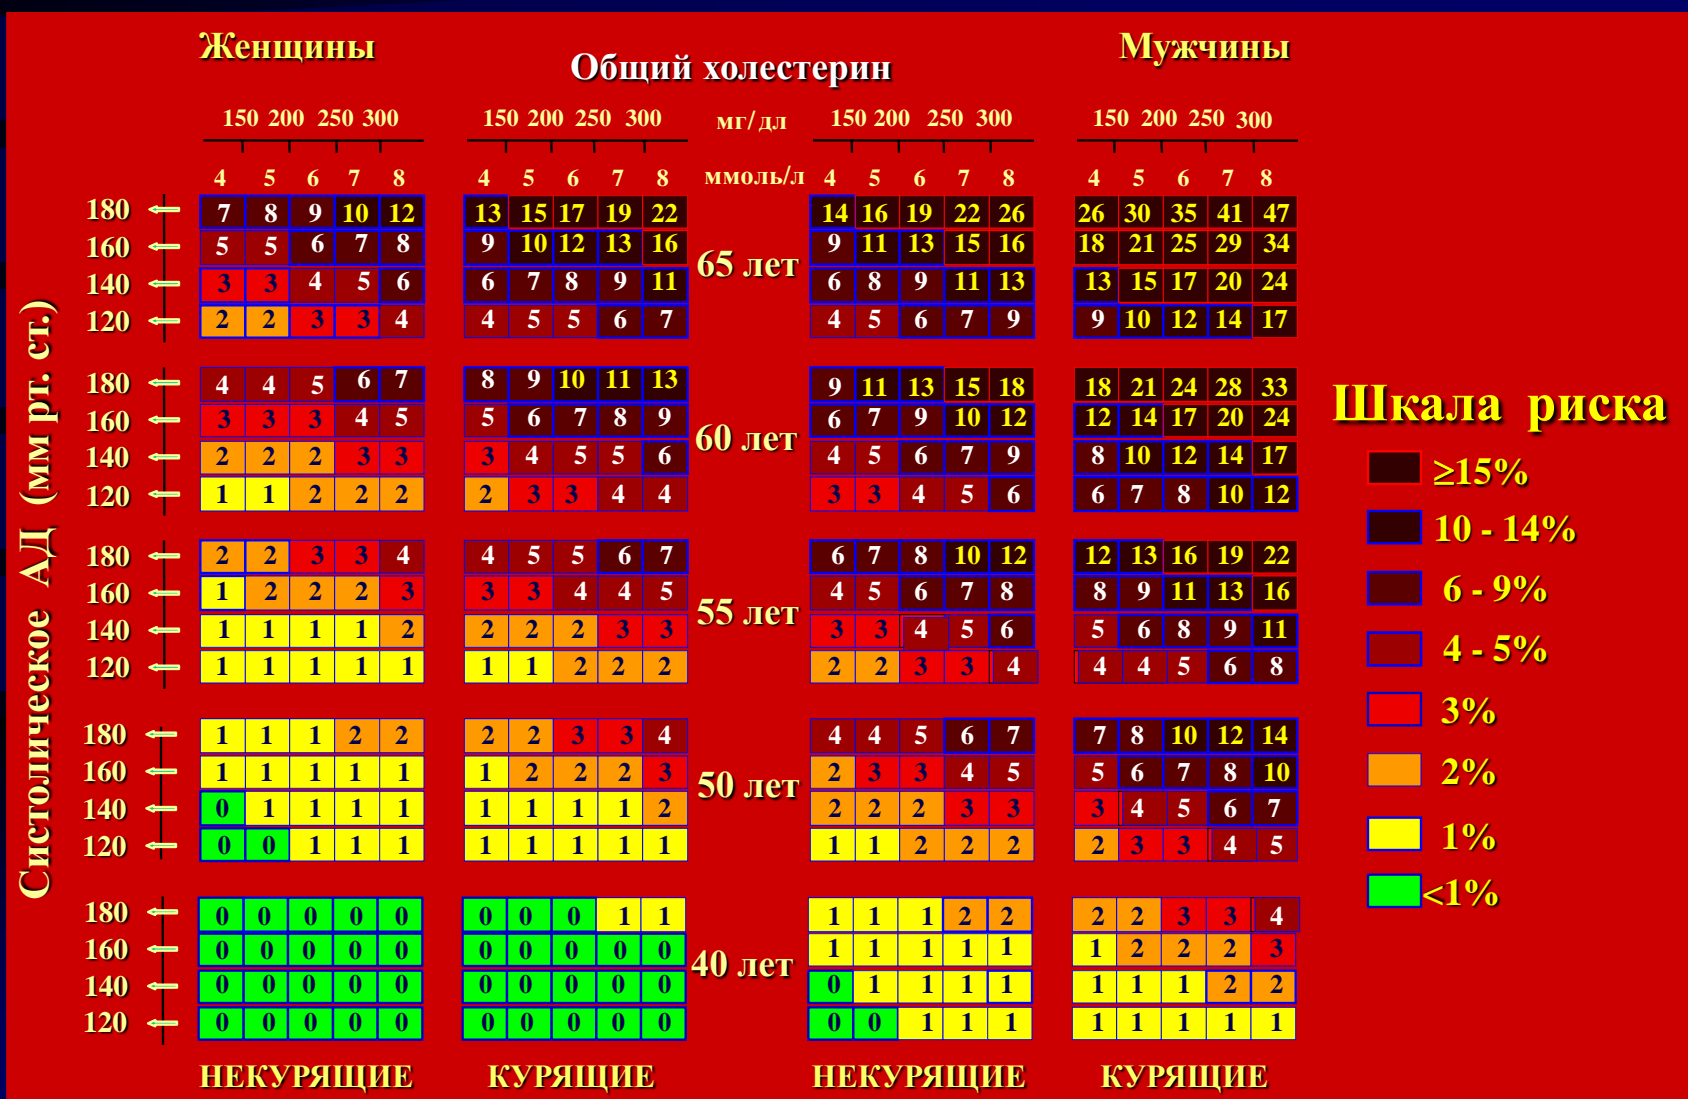 Женщины Мужчины
Общий холестерин
150 200 250 300 150 200 250 300 мг/дл 150 200 250 300 150 200 250 300
4 5 6 7 8 4 5 6 7 8 ммоль/л 4 5 6 7 8 4 5 6 7 8
Систолическое АД (мм рт. ст.)
180 7 8 9 10 12 13 15 17 19 22 14 16 19 22 26 26 30 35 41 47
160 5 5 6 7 8 9 10 12 13 16 9 11 13 15 16 18 21 25 29 34
65 лет
140 3 3 4 5 6 6 7 8 9 11 6 8 9 11 13 13 15 17 20 24
120 2 2 3 3 4 4 5 5 6 7 4 5 6 7 9 9 10 12 14 17
180 4 4 5 6 7 8 9 10 11 13 9 11 13 15 18 18 21 24 28 33
160 3 3 3 4 5 5 6 7 8 9 6 7 9 10 12 12 14 17 20 24
60 лет
140 2 2 2 3 3 3 4 5 5 6 4 5 6 7 9 8 10 12 14 17
120 1 1 2 2 2 2 3 3 4 4 3 3 4 5 6 6 7 8 10 12
180 2 2 3 3 4 4 5 5 6 7 6 7 8 10 12 12 13 16 19 22
160 1 2 2 2 3 3 3 4 4 5 4 5 6 7 8 8 9 11 13 16
55 лет
140 1 1 1 1 2 2 2 2 3 3 3 3 4 5 6 5 6 8 9 11
120 1 1 1 1 1 1 1 2 2 2 2 2 3 3 4 4 4 5 6 8
180 1 1 1 2 2 2 2 3 3 4 4 4 5 6 7 7 8 10 12 14
160 1 1 1 1 1 1 2 2 2 3 2 3 3 4 5 5 6 7 8 10
50 лет
140 0 1 1 1 1 1 1 1 1 2 2 2 2 3 3 3 4 5 6 7
120 0 0 1 1 1 1 1 1 1 1 1 1 2 2 2 2 3 3 4 5
180 0 0 0 0 0 0 0 0 1 1 1 1 1 2 2 2 2 3 3 4
160 0 0 0 0 0 0 0 0 0 0 1 1 1 1 1 1 2 2 2 3
40 лет
140 0 0 0 0 0 0 0 0 0 0 0 1 1 1 1 1 1 1 2 2
120 0 0 0 0 0 0 0 0 0 0 0 0 1 1 1 1 1 1 1 1
НЕКУРЯЩИЕ КУРЯЩИЕ НЕКУРЯЩИЕ КУРЯЩИЕ
Шкала риска
≥15%
10 - 14%
6 - 9%
4 - 5%
3%
2%
1%
<1%